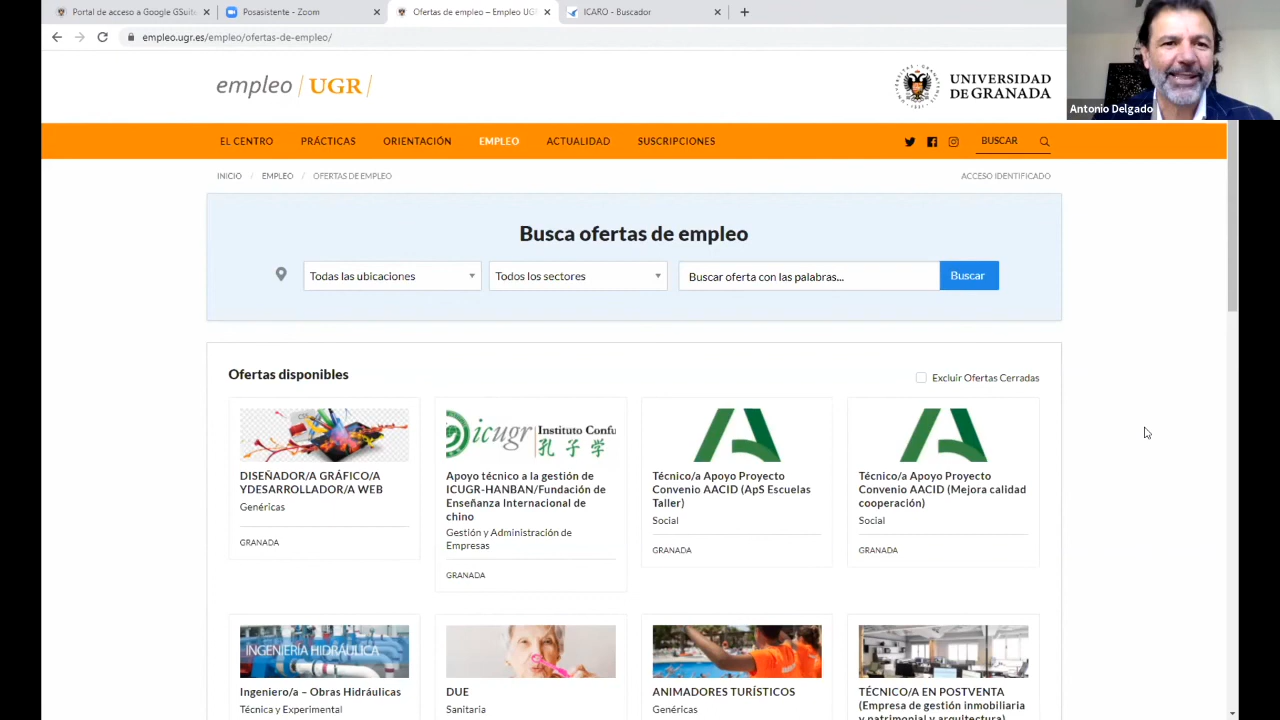 Portal de acceso a Google GSuite
Posasistente - Zoom
Ofertas de empleo – Empleo UGR
ICARO - Buscador
empleo.ugr.es/empleo/ofertas-de-empleo/
Antonio Delgado
empleo / UGR /
UNIVERSIDAD
DE GRANADA
EL CENTRO PRÁCTICAS ORIENTACIÓN EMPLEO ACTUALIDAD SUSCRIPCIONES BUSCAR
INICIO / EMPLEO / OFERTAS DE EMPLEO
ACCESO IDENTIFICADO
Busca ofertas de empleo
Todas las ubicaciones
Todos los sectores
Buscar oferta con las palabras...
Buscar
Ofertas disponibles
Excluir Ofertas Cerradas
DISEÑADOR/A GRÁFICO/A
YDESARROLLADOR/A WEB
Genéricas
GRANADA
icugr Instituto Confu
孔子学
Apoyo técnico a la gestión de
ICUGR-HANBAN/Fundación de
Enseñanza Internacional de
chino
Gestión y Administración de
Empresas
GRANADA
Técnico/a Apoyo Proyecto
Convenio AACID (ApS Escuelas
Taller)
Social
GRANADA
Técnico/a Apoyo Proyecto
Convenio AACID (Mejora calidad
cooperación)
Social
GRANADA
INGENIERÍA HIDRÁULICA
Ingeniero/a – Obras Hidráulicas
Técnica y Experimental
DUE
Sanitaria
ANIMADORES TURÍSTICOS
Genéricas
TÉCNICO/A EN POSTVENTA
(Empresa de gestión inmobiliaria
y patrimonial y arquitectura)